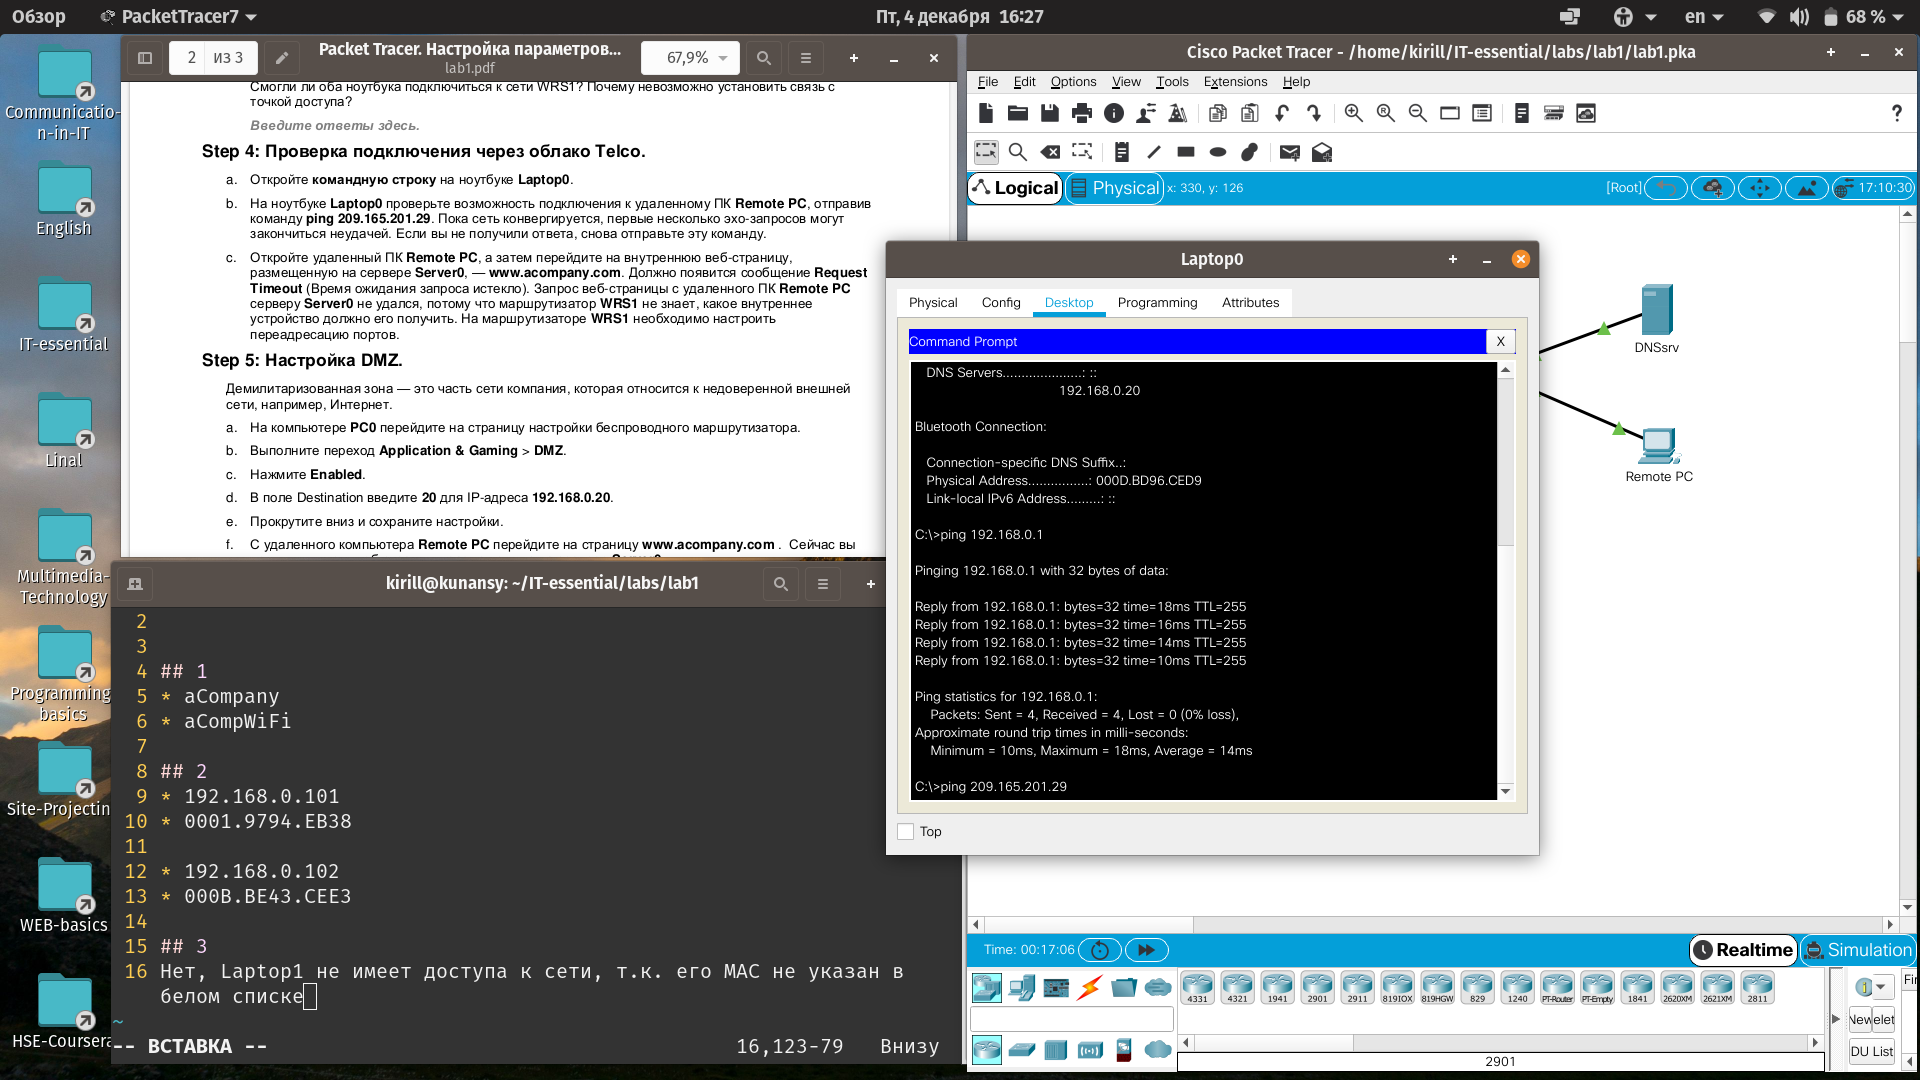 Обзор
PacketTracer7
Пт, 4 декабря 16:27
en
68 %
Communicatio-
n-in-IT
English
IT-essential
Linal
Multimedia-
Technology
Programming-
basics
Site-Projectin
WEB-basics
HSE-Coursera
2 из 3
Packet Tracer. Настройка параметров...
lab1.pdf
67,9%
Смогли ли оба ноутбука подключиться к сети WRS1? Почему невозможно установить связь с
точкой доступа?
Введите ответы здесь.
Step 4: Проверка подключения через облако Telco.
a. Откройте командную строку на ноутбуке Laptop0.
b. На ноутбуке Laptop0 проверьте возможность подключения к удаленному ПК Remote PC, отправив
команду ping 209.165.201.29. Пока сеть конвергируется, первые несколько эхо-запросов могут
закончиться неудачей. Если вы не получили ответа, снова отправьте эту команду.
c. Откройте удаленный ПК Remote PC, а затем перейдите на внутреннюю веб-страницу,
размещенную на сервере Server0, — www.acompany.com. Должно появится сообщение Request
Timeout (Время ожидания запроса истекло). Запрос веб-страницы с удаленного ПК Remote PC
серверу Server0 не удался, потому что маршрутизатор WRS1 не знает, какое внутреннее
устройство должно его получить. На маршрутизаторе WRS1 необходимо настроить
переадресацию портов.
Step 5: Настройка DMZ.
Демилитаризованная зона — это часть сети компания, которая относится к недоверенной внешней
сети, например, Интернет.
a. На компьютере PC0 перейдите на страницу настройки беспроводного маршрутизатора.
b. Выполните переход Application & Gaming > DMZ.
c. Нажмите Enabled.
d. В поле Destination введите 20 для IP-адреса 192.168.0.20.
e. Прокрутите вниз и сохраните настройки.
f. С удаленного компьютера Remote PC перейдите на страницу www.acompany.com . Сейчас вы
kirill@kunansy: ~/IT-essential/labs/lab1
2
3
4 ## 1
5 * aCompany
6 * aCompWiFi
7
8 ## 2
9 * 192.168.0.101
10 * 0001.9794.EB38
11
12 * 192.168.0.102
13 * 000B.BE43.CEE3
14
15 ## 3
16 Нет, Laptop1 не имеет доступа к сети, т.к. его MAC не указан в
белом списке
~
-- ВСТАВКА --
16,123-79 Внизу
Cisco Packet Tracer - /home/kirill/IT-essential/labs/lab1/lab1.pka
File Edit Options View Tools Extensions Help
?
Logical
Physical
x: 330, y: 126
[Root]
17:10:30
DNSsrv
Remote PC
Laptop0
Physical Config Desktop Programming Attributes
Command Prompt
X
DNS Servers.....................: ::
192.168.0.20
Bluetooth Connection:
Connection-specific DNS Suffix..:
Physical Address................: 000D.BD96.CED9
Link-local IPv6 Address.........: ::
C:\>ping 192.168.0.1
Pinging 192.168.0.1 with 32 bytes of data:
Reply from 192.168.0.1: bytes=32 time=18ms TTL=255
Reply from 192.168.0.1: bytes=32 time=16ms TTL=255
Reply from 192.168.0.1: bytes=32 time=14ms TTL=255
Reply from 192.168.0.1: bytes=32 time=10ms TTL=255
Ping statistics for 192.168.0.1:
Packets: Sent = 4, Received = 4, Lost = 0 (0% loss),
Approximate round trip times in milli-seconds:
Minimum = 10ms, Maximum = 18ms, Average = 14ms
C:\>ping 209.165.201.29
Top
Time: 00:17:06
Realtime
Simulation
4331 4321 1941 2901 2911 819IOX 819HGW 829 1240 PT-Router PT-Empty 1841 2620XM 2621XM 2811
2901
Fir
New
elet
DU List